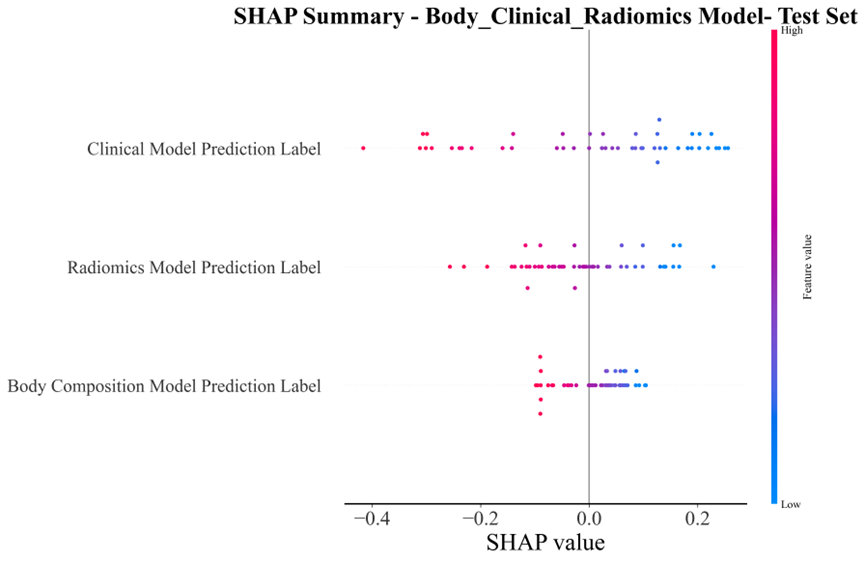 SHAP Summary - Body_Clinical_Radiomics Model- Test Set
High
Clinical Model Prediction Label
Radiomics Model Prediction Label
Body Composition Model Prediction Label
Feature value
Low
−0.4 −0.2 0.0 0.2
SHAP value